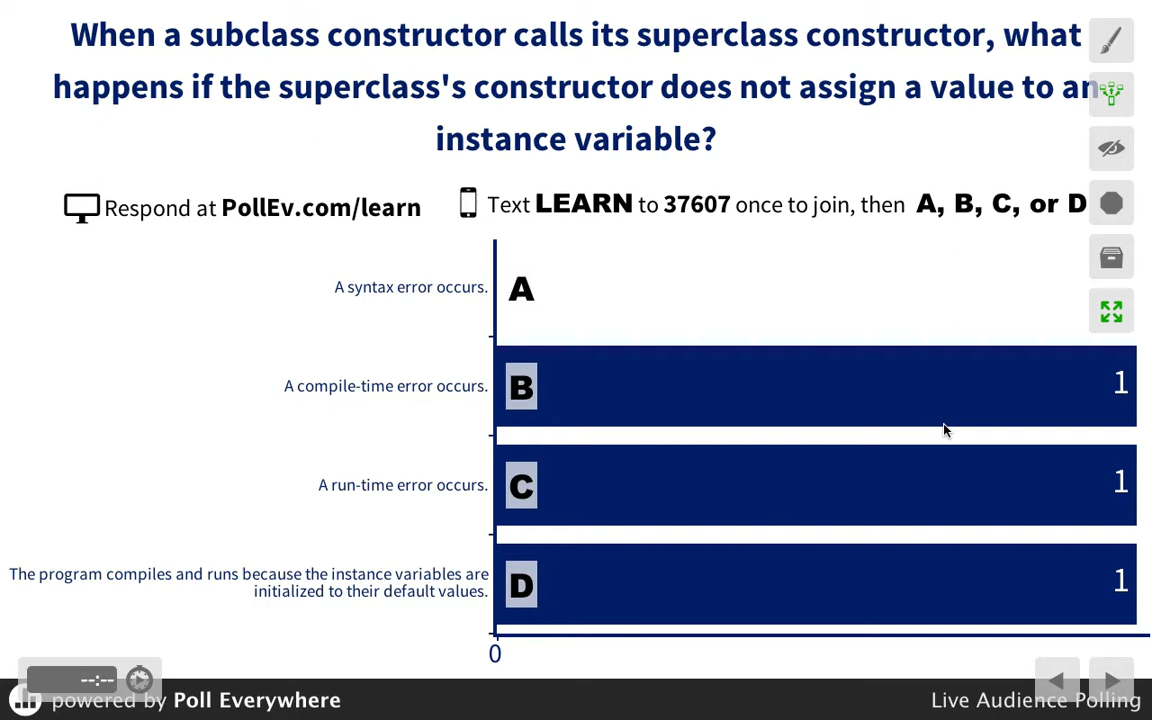 When a subclass constructor calls its superclass constructor, what
happens if the superclass's constructor does not assign a value to an
instance variable?
Respond at PollEv.com/learn
Text LEARN to 37607 once to join, then A, B, C, or D
A syntax error occurs. A
A compile-time error occurs. B 1
A run-time error occurs. C 1
The program compiles and runs because the instance variables are
initialized to their default values. D 1
0
--:--
powered by Poll Everywhere
Live Audience Polling